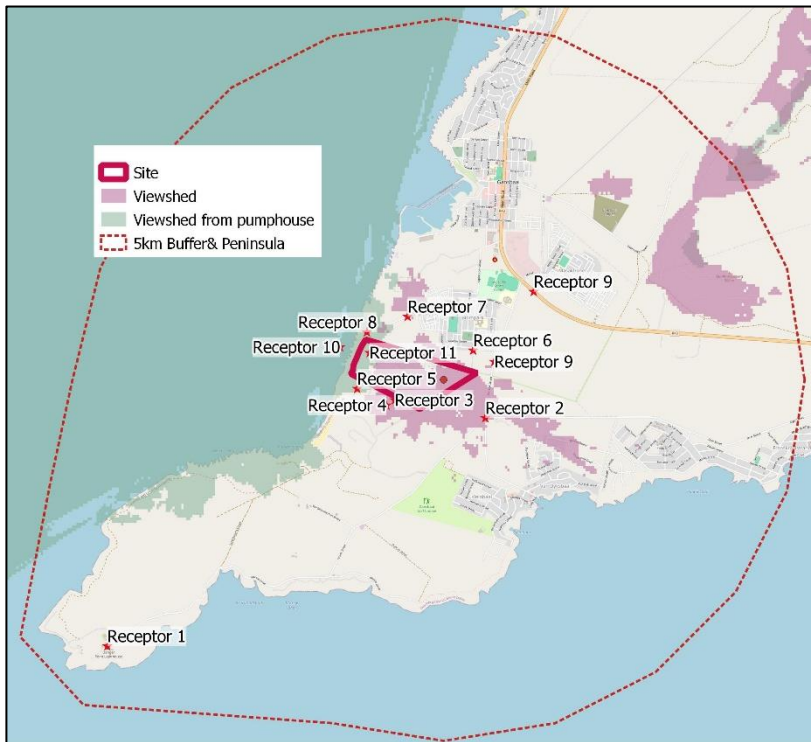 Site
Viewshed
Viewshed from pumphouse
5km Buffer& Peninsula
Receptor 9
Receptor 7
Receptor 8
Receptor 10
Receptor 11
Receptor 6
Receptor 9
Receptor 5
Receptor 4
Receptor 3
Receptor 2
Receptor 1